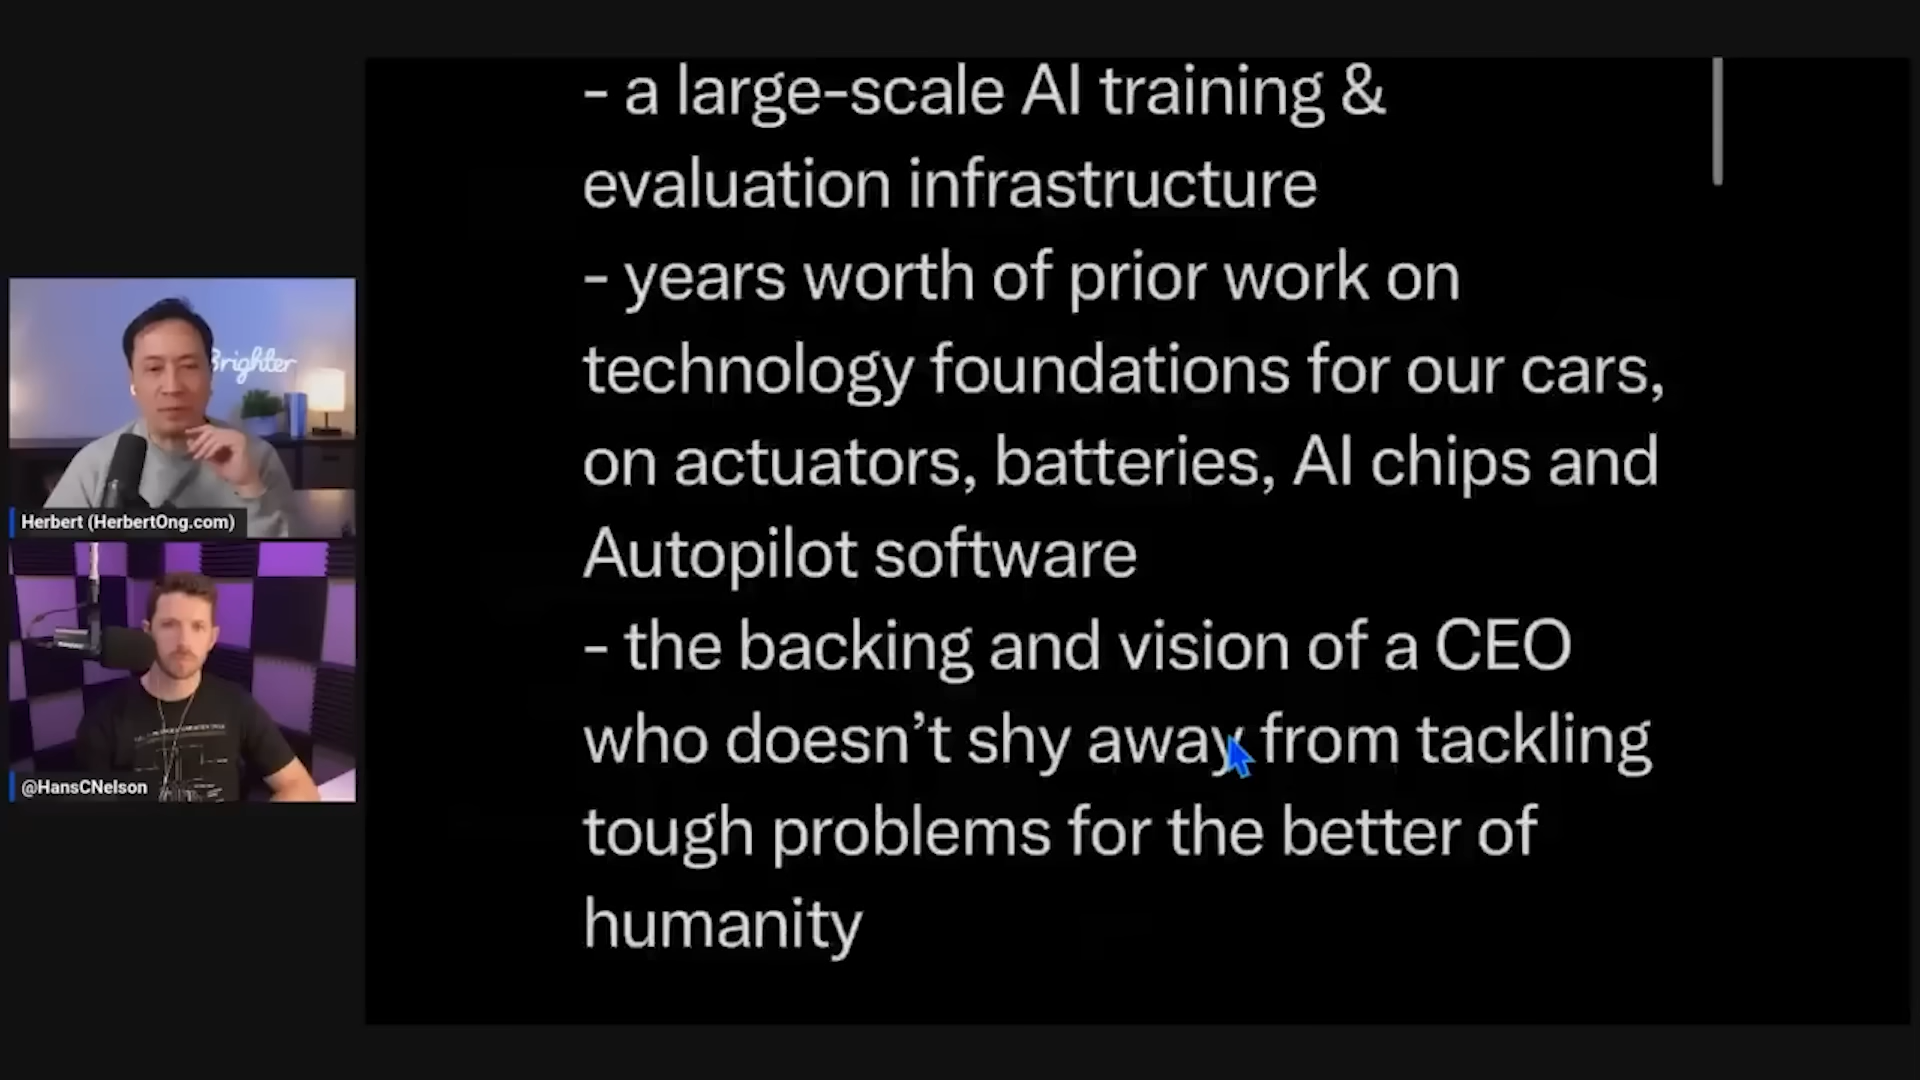 - a large-scale AI training &
evaluation infrastructure
- years worth of prior work on
technology foundations for our cars,
on actuators, batteries, AI chips and
Autopilot software
- the backing and vision of a CEO
who doesn’t shy away from tackling
tough problems for the better of
humanity
Brighter
Herbert (HerbertOng.com)
@HansCNelson